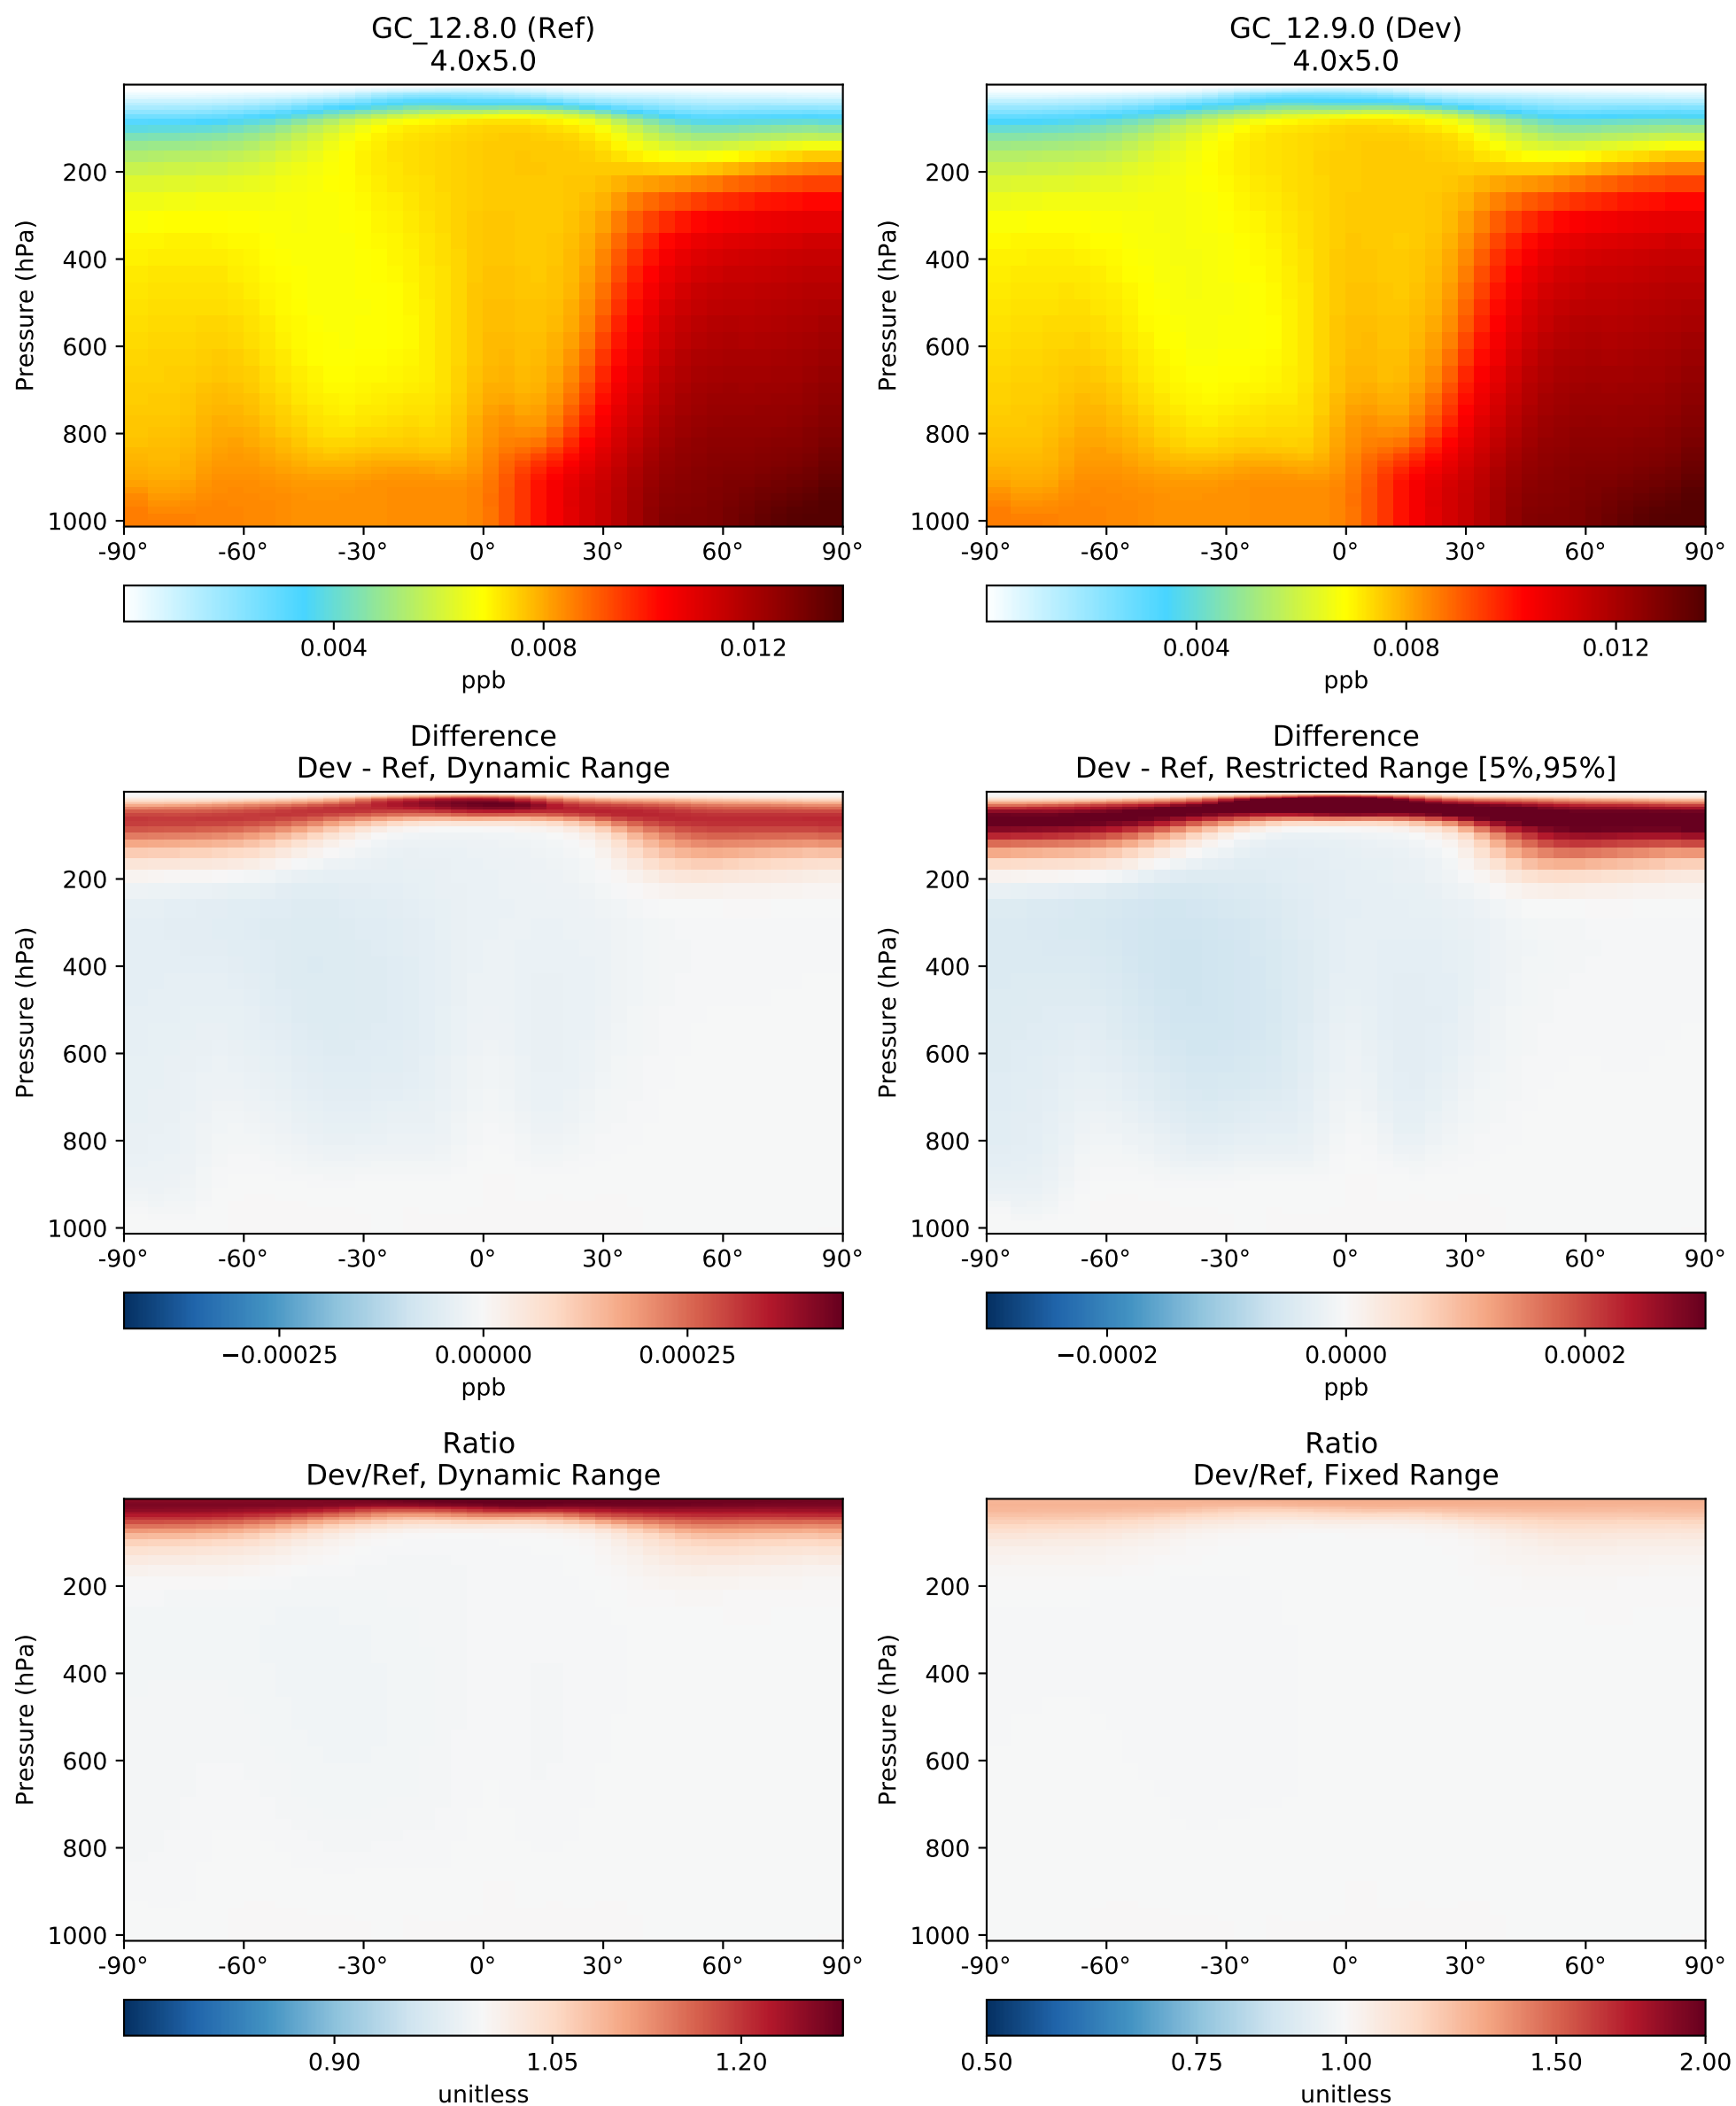 GC_12.8.0 (Ref)
4.0x5.0
Pressure (hPa)
200
400
600
800
1000
-90° -60° -30° 0° 30° 60° 90°
0.004 0.008 0.012
ppb
GC_12.9.0 (Dev)
4.0x5.0
Pressure (hPa)
200
400
600
800
1000
-90° -60° -30° 0° 30° 60° 90°
0.004 0.008 0.012
ppb
Difference
Dev - Ref, Dynamic Range
Pressure (hPa)
200
400
600
800
1000
-90° -60° -30° 0° 30° 60° 90°
−0.00025 0.00000 0.00025
ppb
Difference
Dev - Ref, Restricted Range [5%,95%]
Pressure (hPa)
200
400
600
800
1000
-90° -60° -30° 0° 30° 60° 90°
−0.0002 0.0000 0.0002
ppb
Ratio
Dev/Ref, Dynamic Range
Pressure (hPa)
200
400
600
800
1000
-90° -60° -30° 0° 30° 60° 90°
0.90 1.05 1.20
unitless
Ratio
Dev/Ref, Fixed Range
Pressure (hPa)
200
400
600
800
1000
-90° -60° -30° 0° 30° 60° 90°
0.50 0.75 1.00 1.50 2.00
unitless